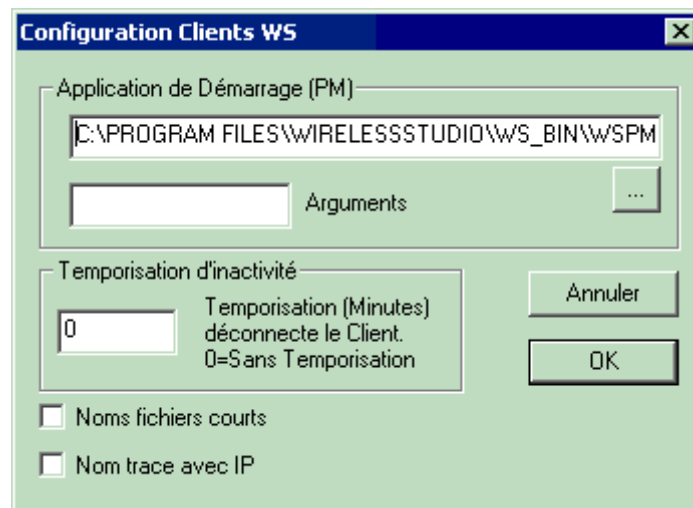 Configuration Clients WS
Application de Démarrage (PM)
C:\PROGRAM FILES\WIRELESSSTUDIO\WS_BIN\WSPM
Arguments
...
Temporisation d'inactivité
0
Temporisation (Minutes)
déconnecte le Client.
0=Sans Temporisation
Annuler
OK
Noms fichiers courts
Nom trace avec IP